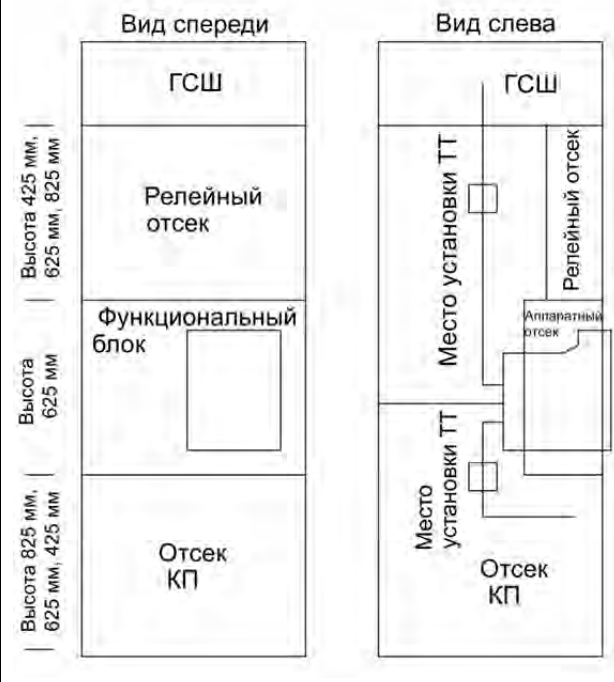 Вид спереди
ГСШ
Высота 425 мм,
625 мм, 825 мм
Релейный
отсек
Функциональный
блок
Высота
625 мм
Высота 825 мм,
625 мм, 425 мм
Отсек
КП
Вид слева
ГСШ
Место установки ТТ
Релейный отсек
Аппаратный
отсек
Место
установки ТТ
Отсек
КП